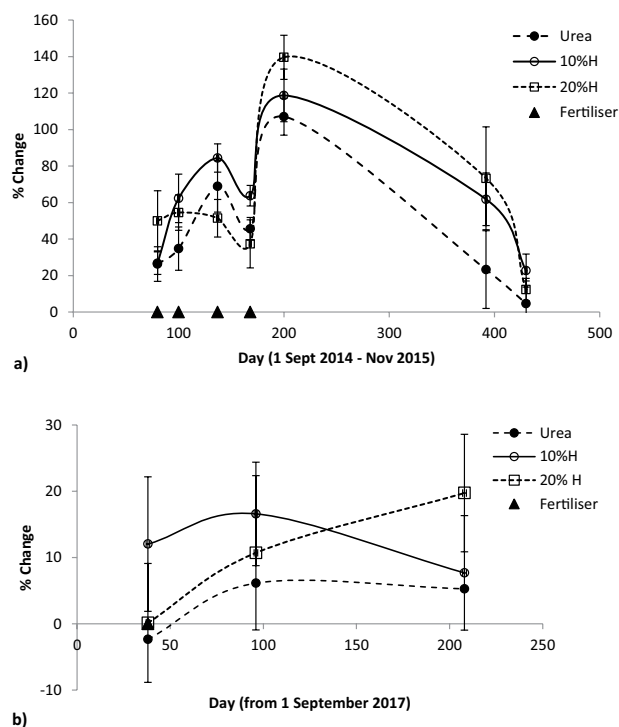 160
140
120
100
80
60
40
20
0
% Change
0 100 200 300 400 500
Day (1 Sept 2014 - Nov 2015)
Urea
10%H
20%H
Fertiliser
a)
30
20
10
0
-10
% Change
0 50 100 150 200 250
Day (from 1 September 2017)
Urea
10%H
20% H
Fertiliser
b)